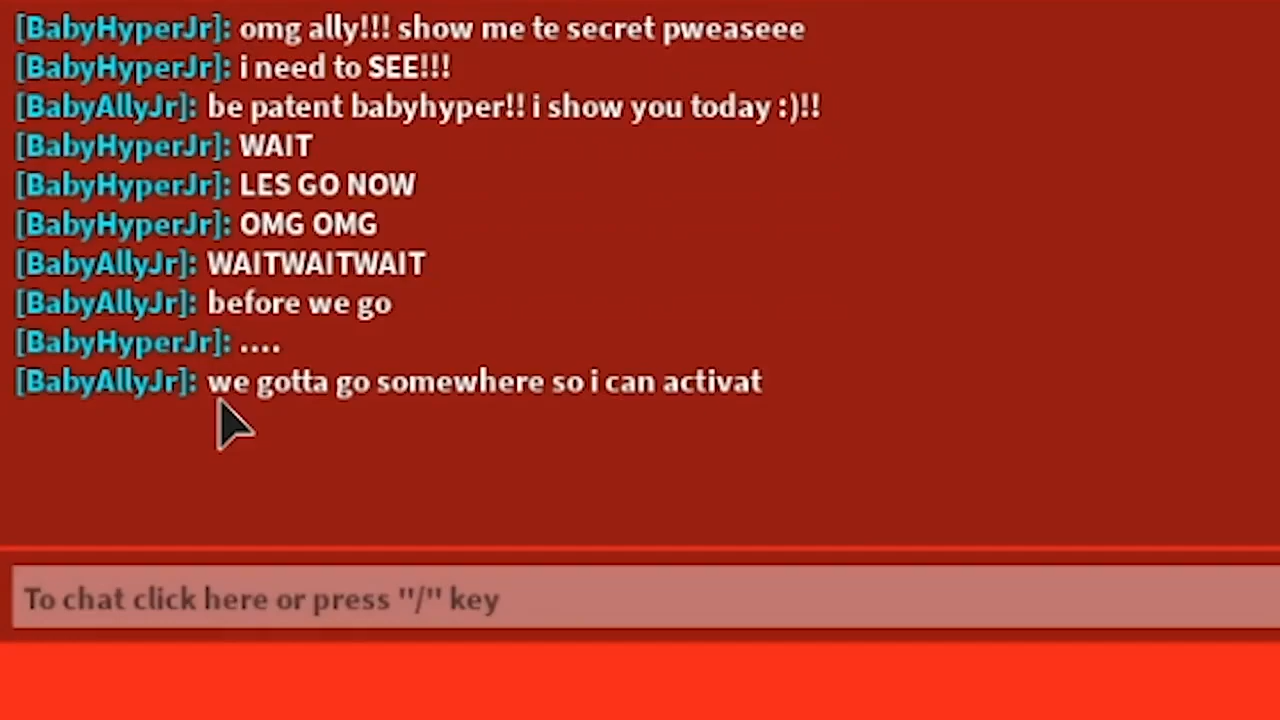 [BabyHyperJr]: omg ally!!! show me te secret pweaseee
[BabyHyperJr]: i need to SEE!!!
[BabyAllyJr]: be patent babyhyper!! i show you today :)!!
[BabyHyperJr]: WAIT
[BabyHyperJr]: LES GO NOW
[BabyHyperJr]: OMG OMG
[BabyAllyJr]: WAITWAITWAIT
[BabyAllyJr]: before we go
[BabyHyperJr]: ....
[BabyAllyJr]: we gotta go somewhere so i can activat
To chat click here or press "/" key